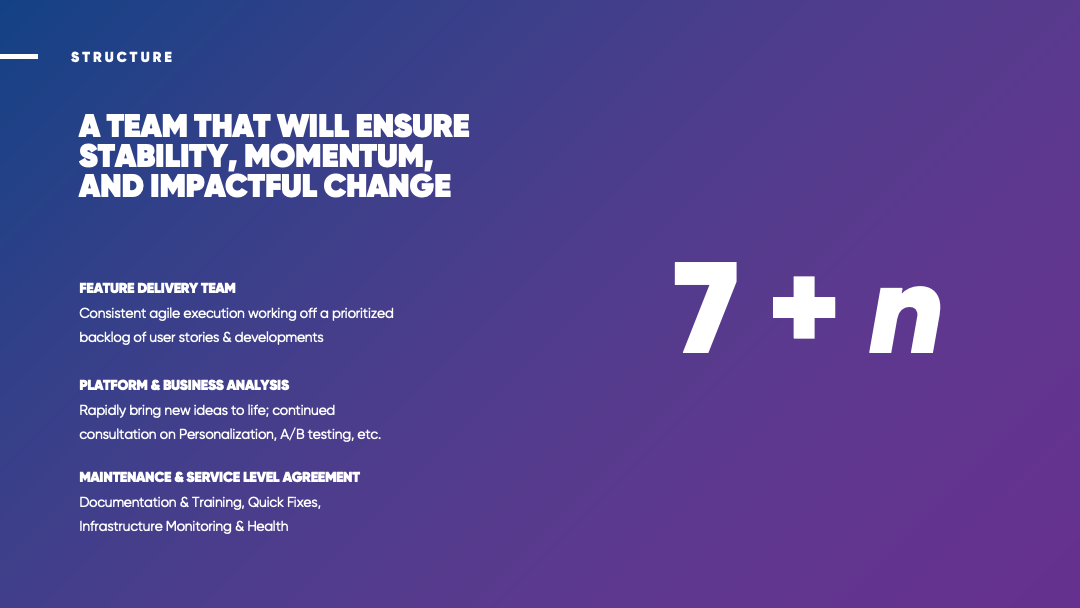 STRUCTURE
A TEAM THAT WILL ENSURE
STABILITY, MOMENTUM,
AND IMPACTFUL CHANGE
FEATURE DELIVERY TEAM
Consistent agile execution working off a prioritized
backlog of user stories & developments
PLATFORM & BUSINESS ANALYSIS
Rapidly bring new ideas to life; continued
consultation on Personalization, A/B testing, etc.
MAINTENANCE & SERVICE LEVEL AGREEMENT
Documentation & Training, Quick Fixes,
Infrastructure Monitoring & Health
7 + n